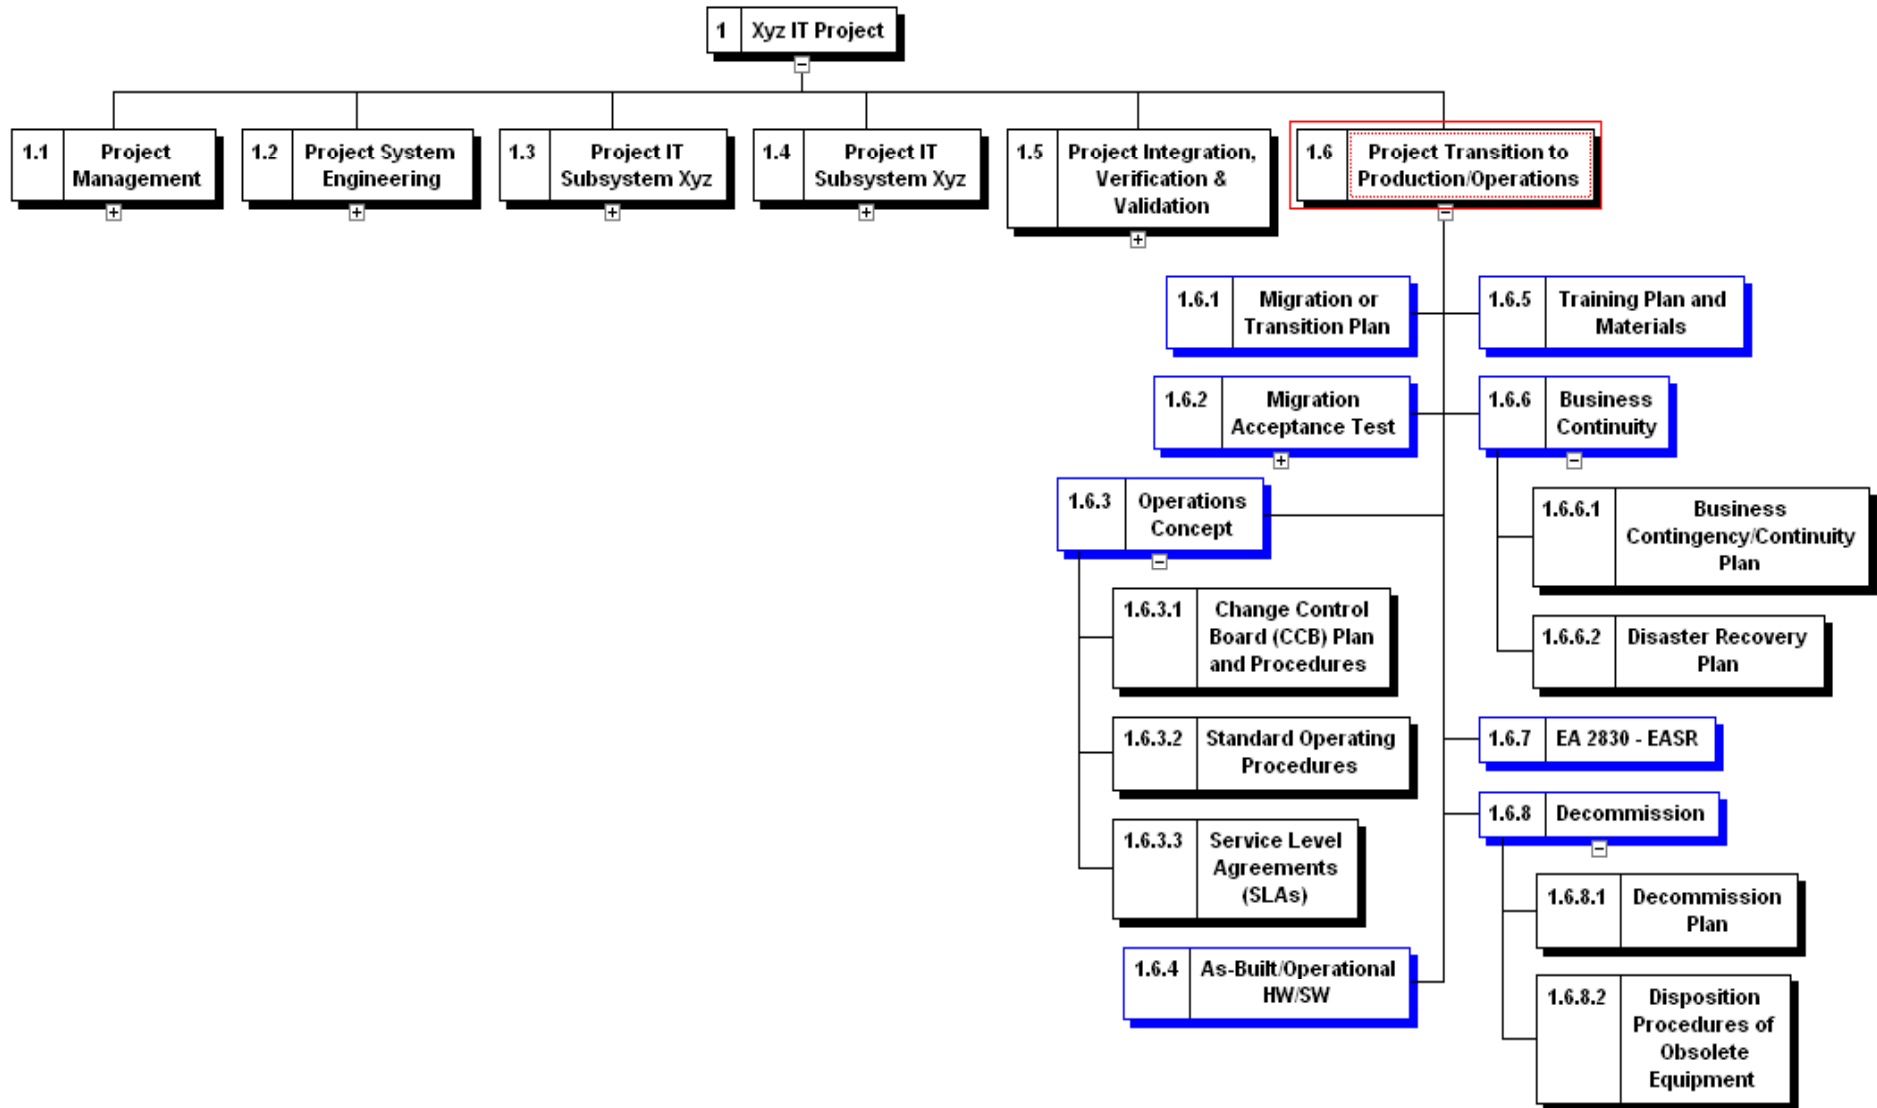 1 Xyz IT Project
1.1 Project
Management
1.2 Project System
Engineering
1.3 Project IT
Subsystem Xyz
1.4 Project IT
Subsystem Xyz
1.5 Project Integration,
Verification &
Validation
1.6 Project Transition to
Production/Operations
1.6.1 Migration or
Transition Plan
1.6.2 Migration
Acceptance Test
1.6.3 Operations
Concept
1.6.3.1 Change Control
Board (CCB) Plan
and Procedures
1.6.3.2 Standard Operating
Procedures
1.6.3.3 Service Level
Agreements
(SLAs)
1.6.4 As-Built/Operational
HW/SW
1.6.5 Training Plan and
Materials
1.6.6 Business
Continuity
1.6.6.1 Business
Contingency/Continuity
Plan
1.6.6.2 Disaster Recovery
Plan
1.6.7 EA 2830 - EASR
1.6.8 Decommission
1.6.8.1 Decommission
Plan
1.6.8.2 Disposition
Procedures of
Obsolete
Equipment